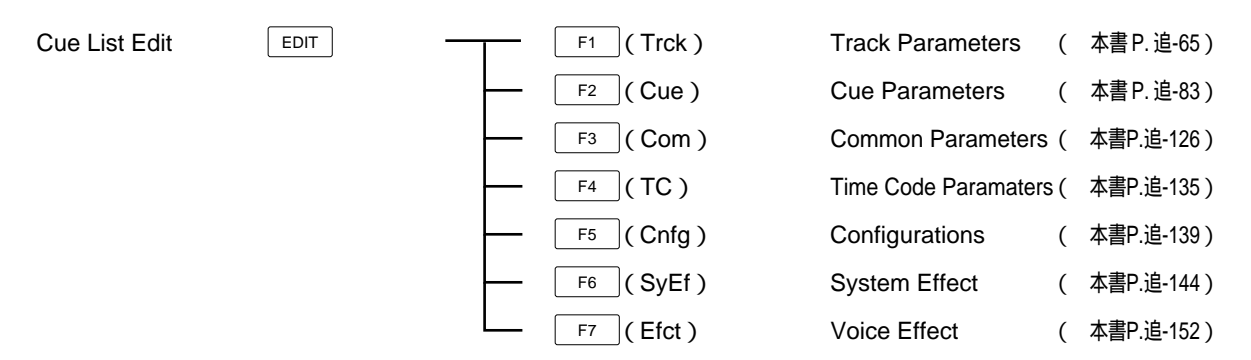 Cue List Edit EDIT F1 ( Trck ) Track Parameters ( 本書P. 追-65 )
F2 ( Cue ) Cue Parameters ( 本書P. 追-83 )
F3 ( Com ) Common Parameters ( 本書P.追-126 )
F4 ( TC ) Time Code Paramaters ( 本書P.追-135 )
F5 ( Cnfg ) Configurations ( 本書P.追-139 )
F6 ( SyEf ) System Effect ( 本書P.追-144 )
F7 ( Efct ) Voice Effect ( 本書P.追-152 )